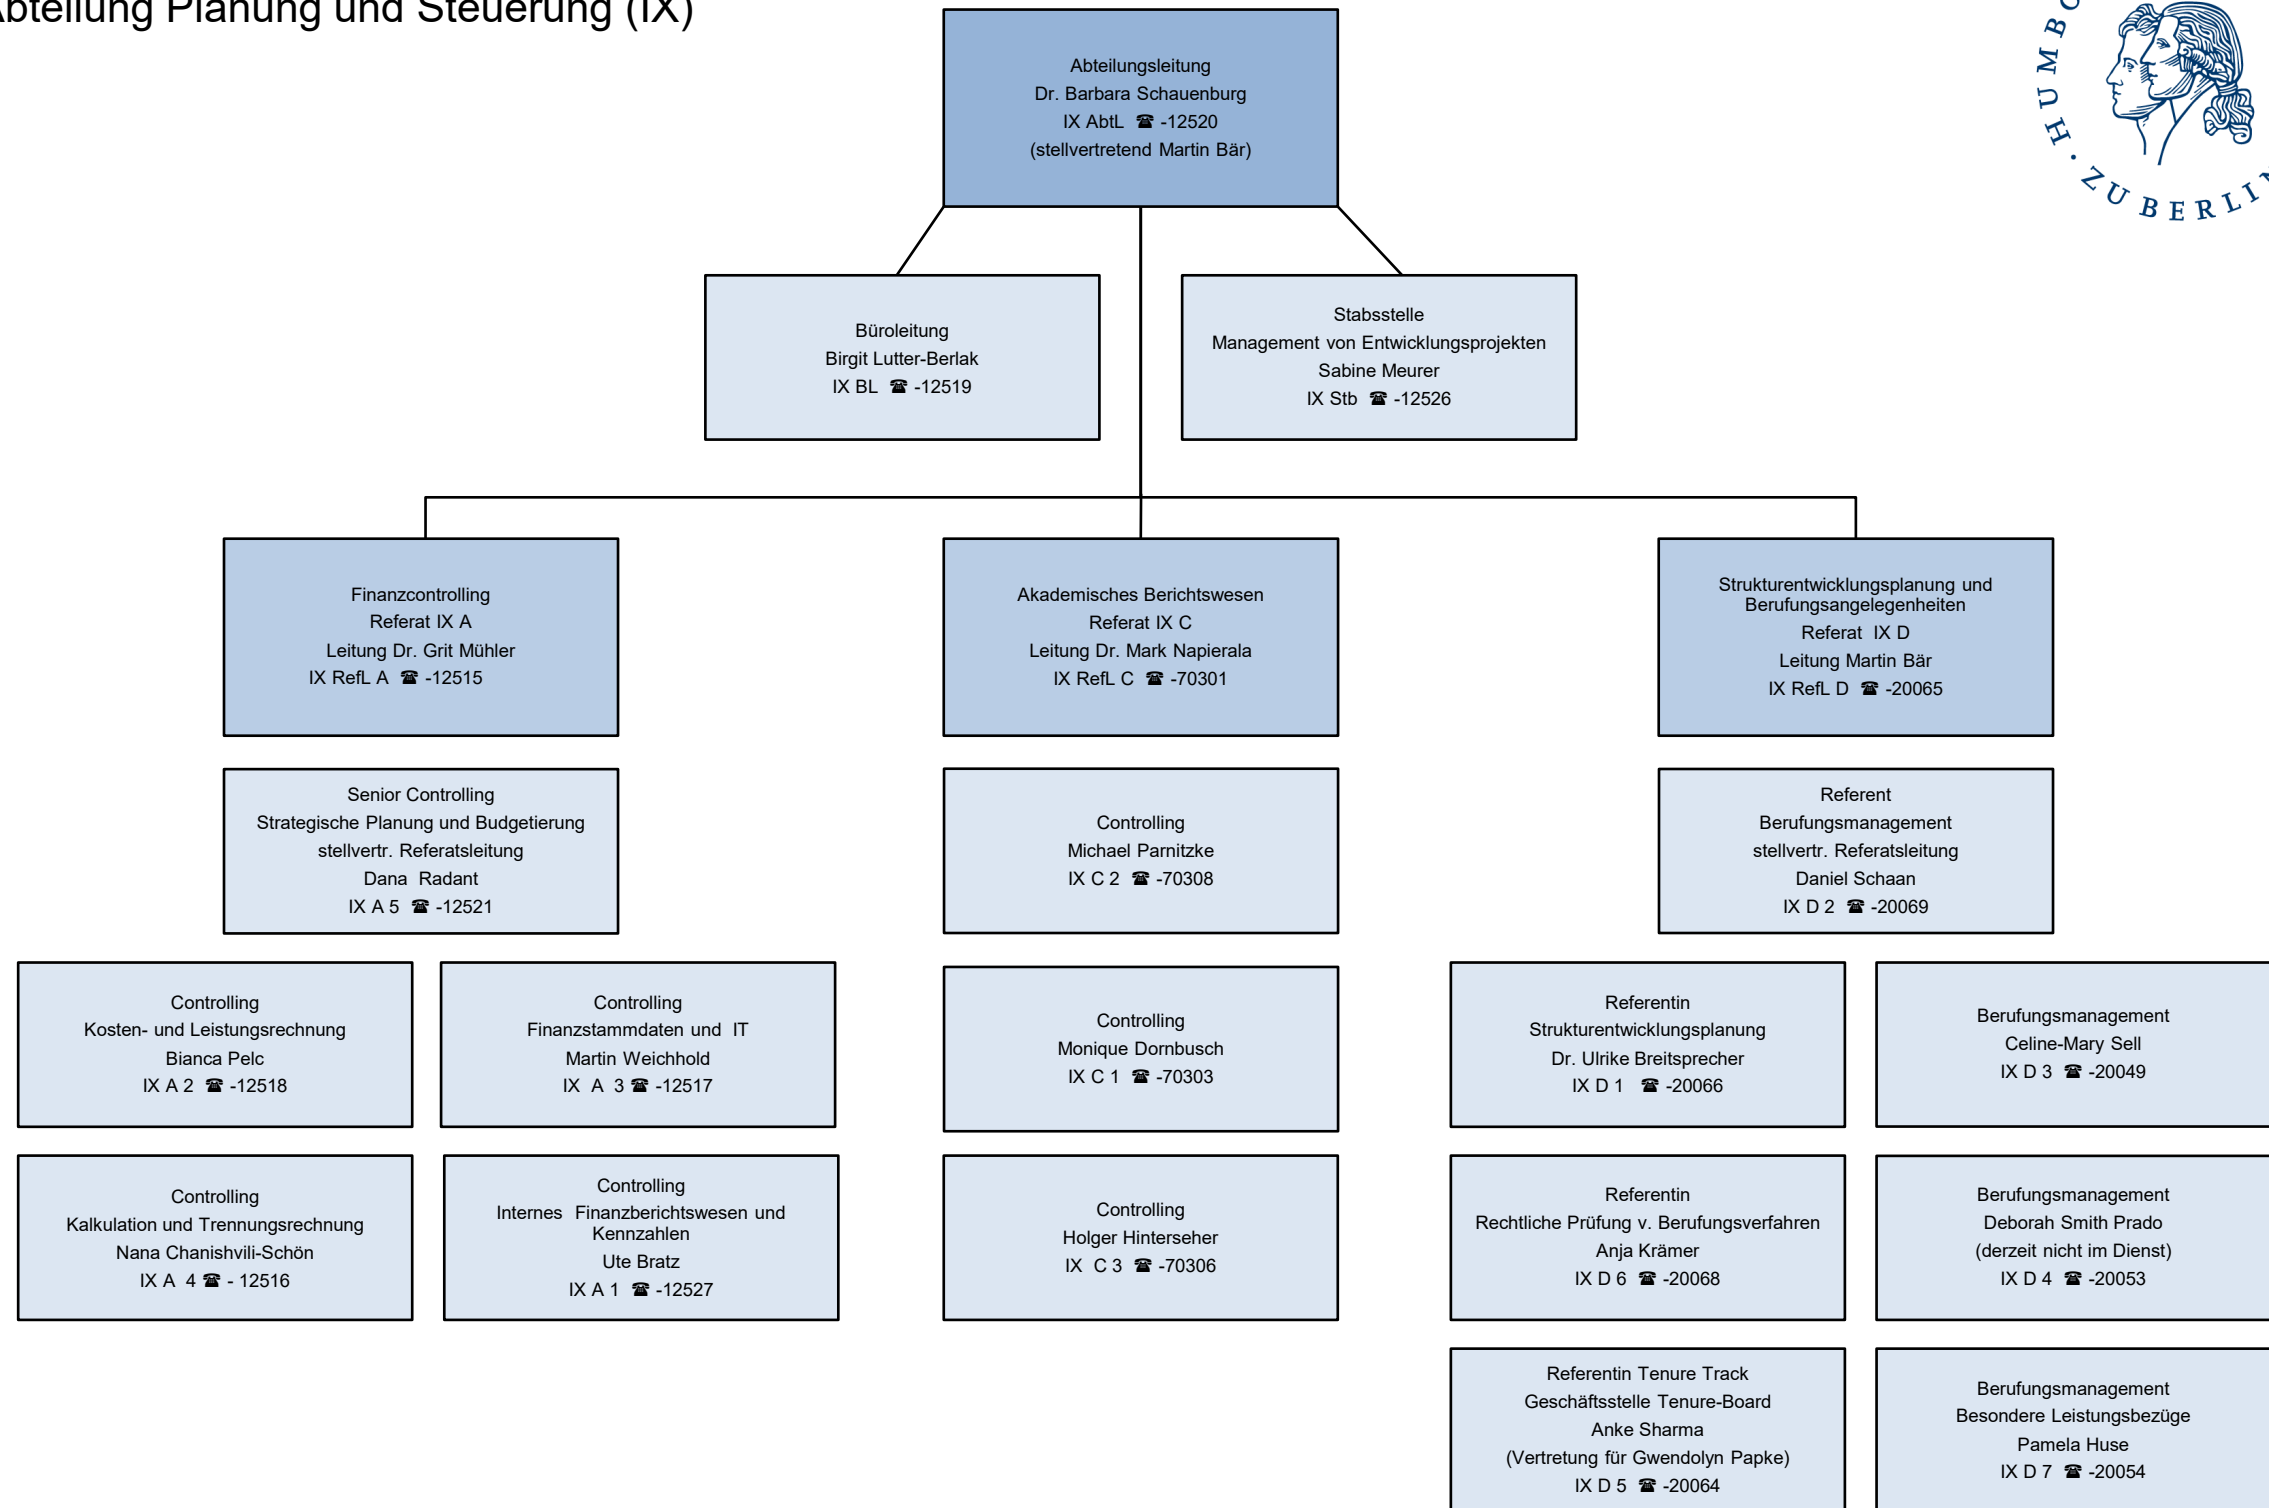 Abteilung Planung und Steuerung (IX)
HUMBO
· ZU BERLIN
Abteilungsleitung
Dr. Barbara Schauenburg
IX AbtL ☎ -12520
(stellvertretend Martin Bär)
Büroleitung
Birgit Lutter-Berlak
IX BL ☎ -12519
Stabsstelle
Management von Entwicklungsprojekten
Sabine Meurer
IX Stb ☎ -12526
Finanzcontrolling
Referat IX A
Leitung Dr. Grit Mühler
IX RefL A ☎ -12515
Akademisches Berichtswesen
Referat IX C
Leitung Dr. Mark Napierala
IX RefL C ☎ -70301
Strukturentwicklungsplanung und
Berufungsangelegenheiten
Referat IX D
Leitung Martin Bär
IX RefL D ☎ -20065
Senior Controlling
Strategische Planung und Budgetierung
stellvertr. Referatsleitung
Dana Radant
IX A 5 ☎ -12521
Controlling
Michael Parnitzke
IX C 2 ☎ -70308
Referent
Berufungsmanagement
stellvertr. Referatsleitung
Daniel Schaan
IX D 2 ☎ -20069
Controlling
Kosten- und Leistungsrechnung
Bianca Pelc
IX A 2 ☎ -12518
Controlling
Finanzstammdaten und IT
Martin Weichhold
IX A 3 ☎ -12517
Controlling
Monique Dornbusch
IX C 1 ☎ -70303
Referentin
Strukturentwicklungsplanung
Dr. Ulrike Breitsprecher
IX D 1 ☎ -20066
Berufungsmanagement
Celine-Mary Sell
IX D 3 ☎ -20049
Controlling
Kalkulation und Trennungsrechnung
Nana Chanishvili-Schön
IX A 4 ☎ - 12516
Controlling
Internes Finanzberichtswesen und
Kennzahlen
Ute Bratz
IX A 1 ☎ -12527
Controlling
Holger Hinterseher
IX C 3 ☎ -70306
Referentin
Rechtliche Prüfung v. Berufungsverfahren
Anja Krämer
IX D 6 ☎ -20068
Berufungsmanagement
Deborah Smith Prado
(derzeit nicht im Dienst)
IX D 4 ☎ -20053
Referentin Tenure Track
Geschäftsstelle Tenure-Board
Anke Sharma
(Vertretung für Gwendolyn Papke)
IX D 5 ☎ -20064
Berufungsmanagement
Besondere Leistungsbezüge
Pamela Huse
IX D 7 ☎ -20054